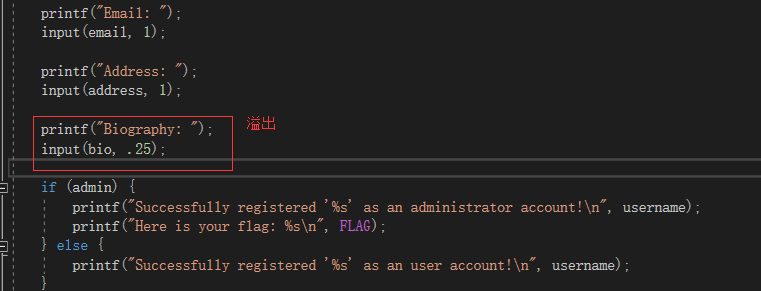 printf("Email: ");
input(email, 1);
printf("Address: ");
input(address, 1);
printf("Biography: ");
input(bio, .25);
溢出
if (admin) {
printf("Successfully registered '%s' as an administrator account!\n", username);
printf("Here is your flag: %s\n", FLAG);
} else {
printf("Successfully registered '%s' as an user account!\n", username);
}